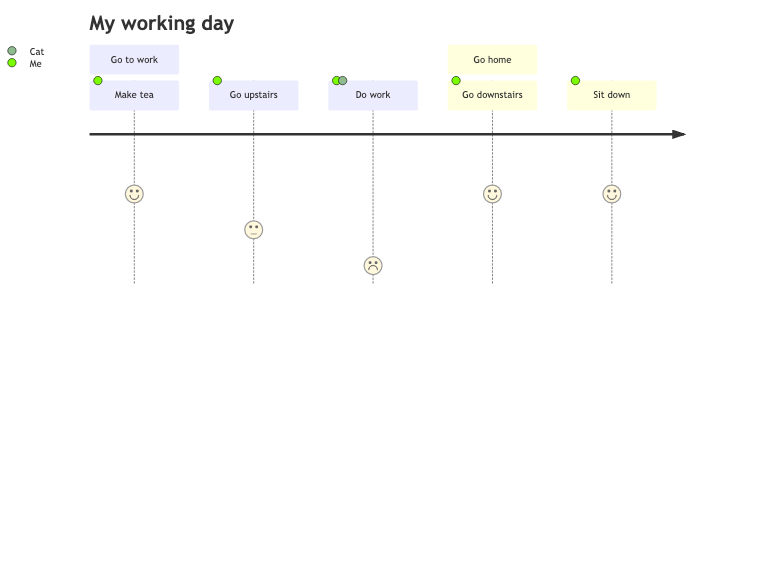 My working day
Cat
Me
Go to work
Go home
Make tea
Go upstairs
Do work
Go downstairs
Sit down